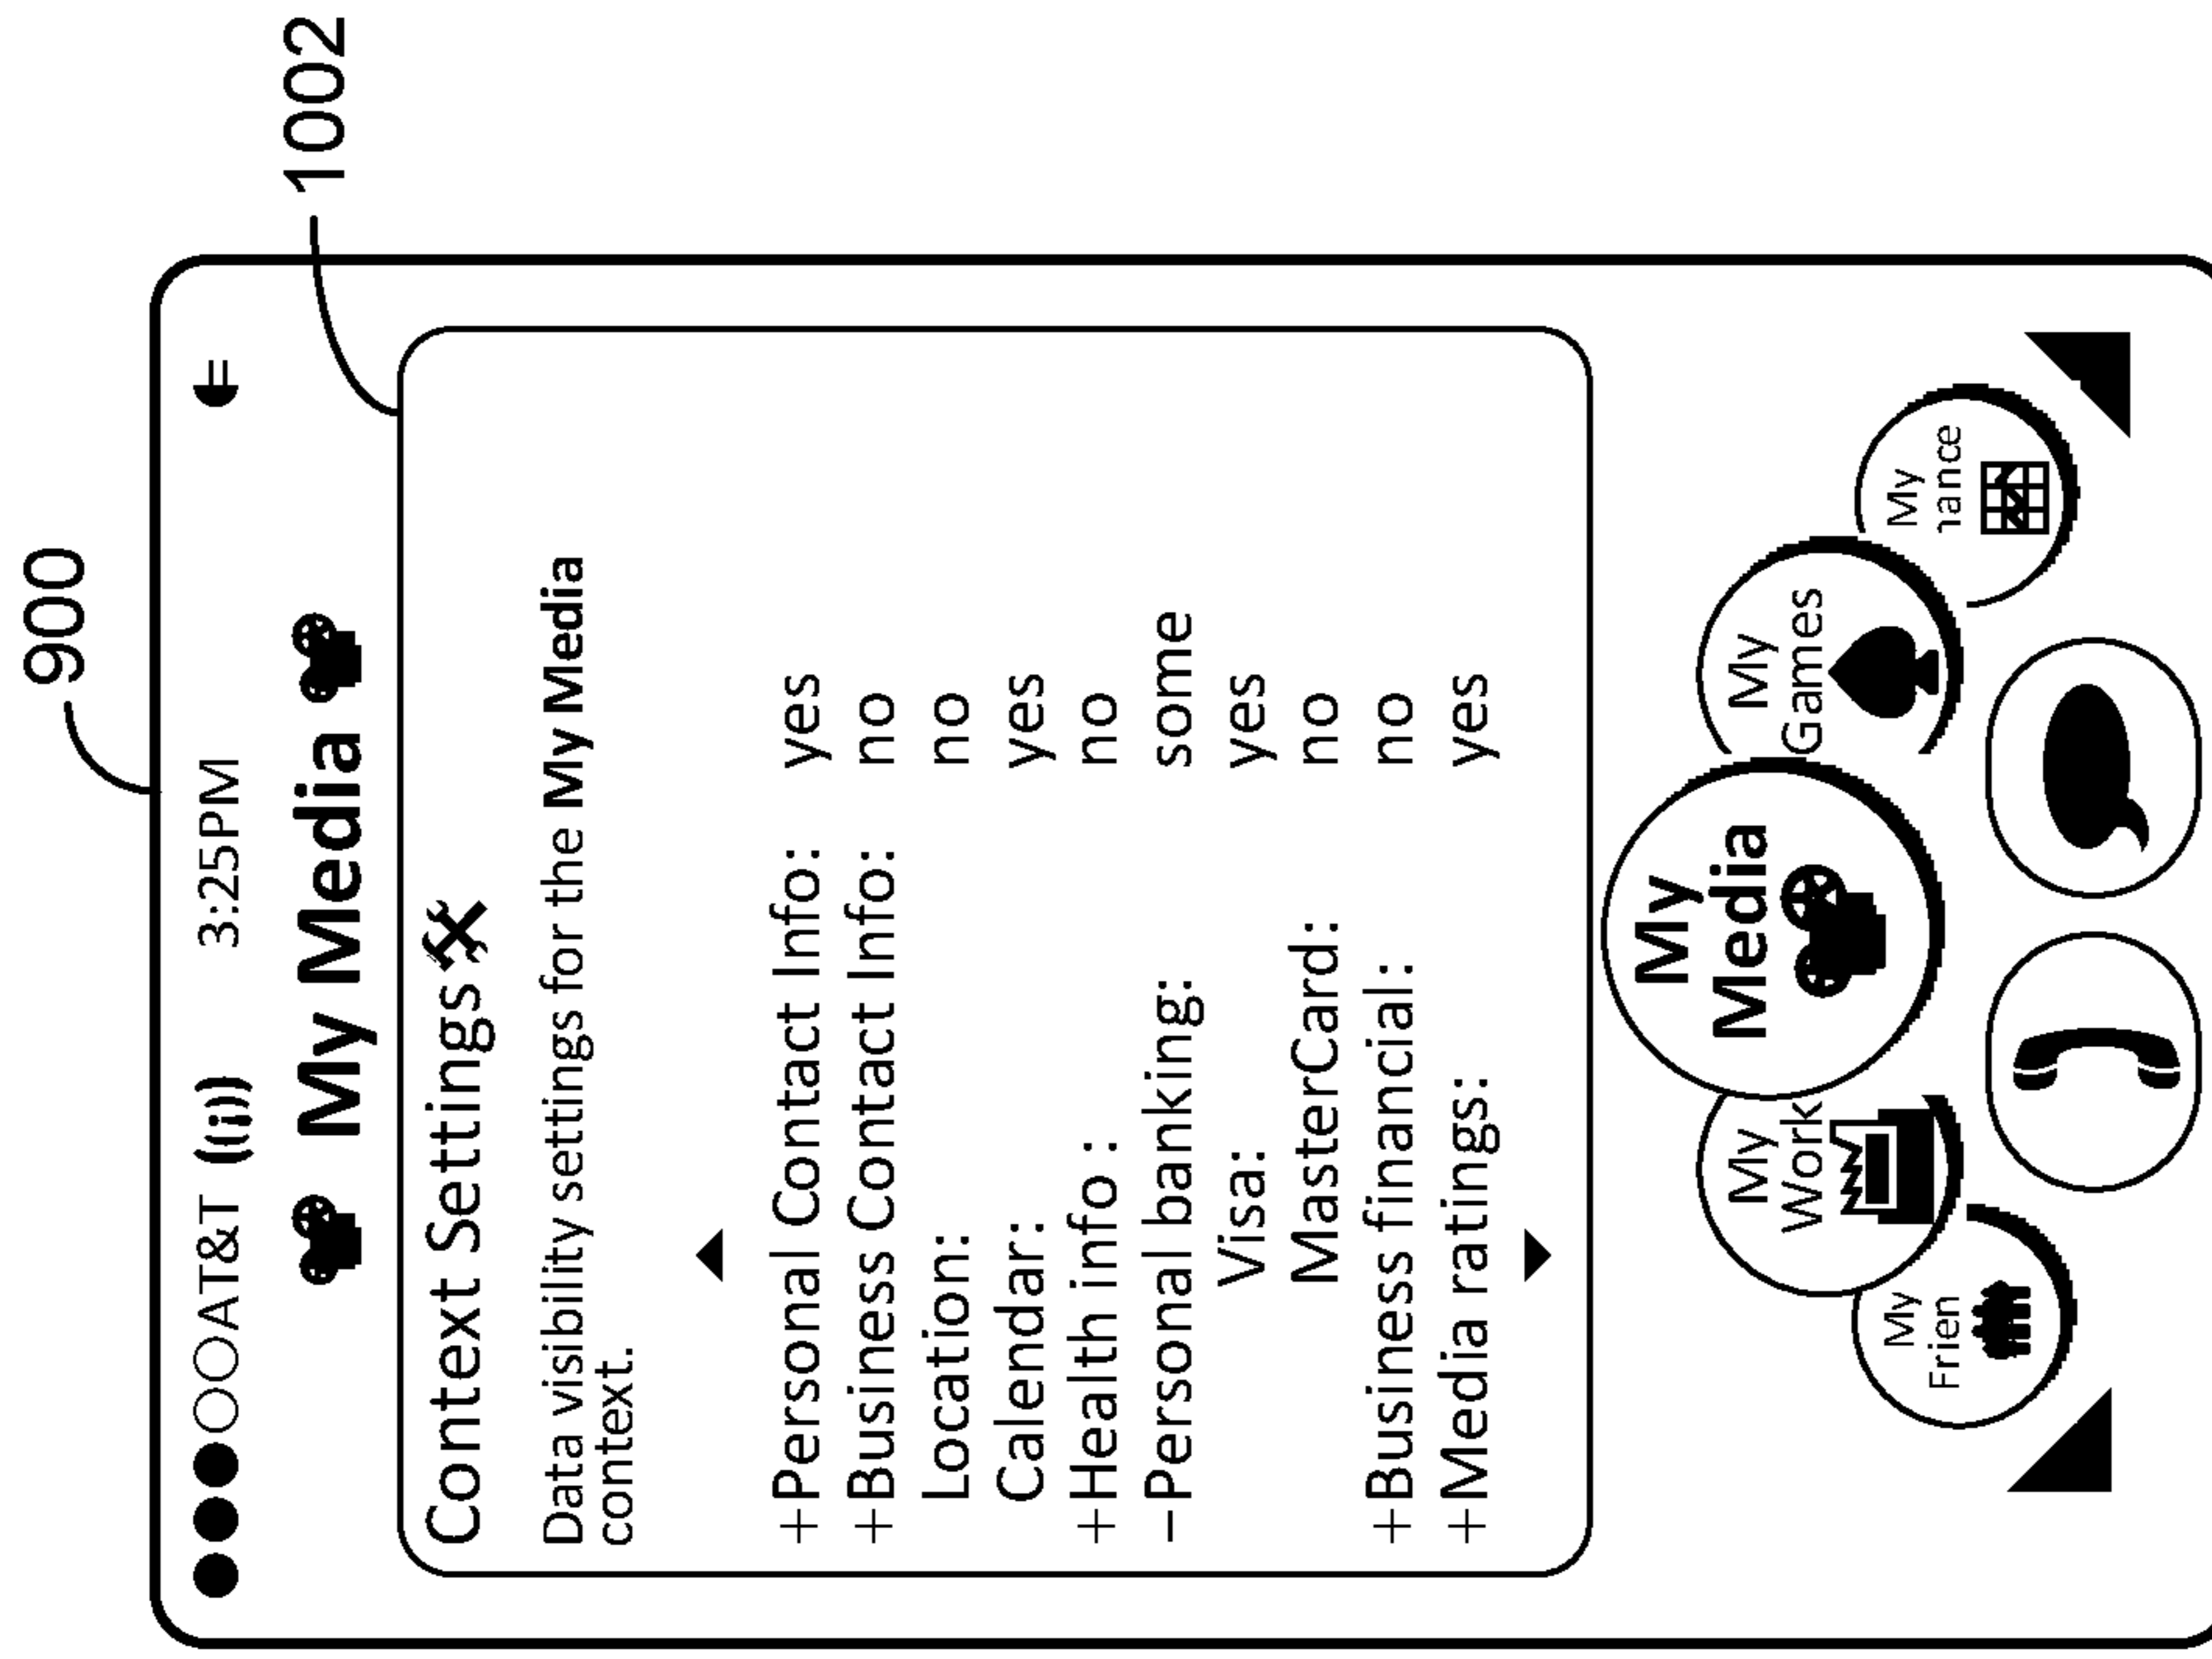 900
1002
AT&T 3:25PM
My Media
Context Settings
Data visibility settings for the My Media
context.
+Personal Contact Info: yes
+Business Contact Info: no
Location: no
Calendar: yes
+Health info : no
−Personal banking: some
Visa: yes
MasterCard: no
+Business financial: no
+Media ratings: yes
My
Frien
My
Work
My
Media
My
Games
My
nance